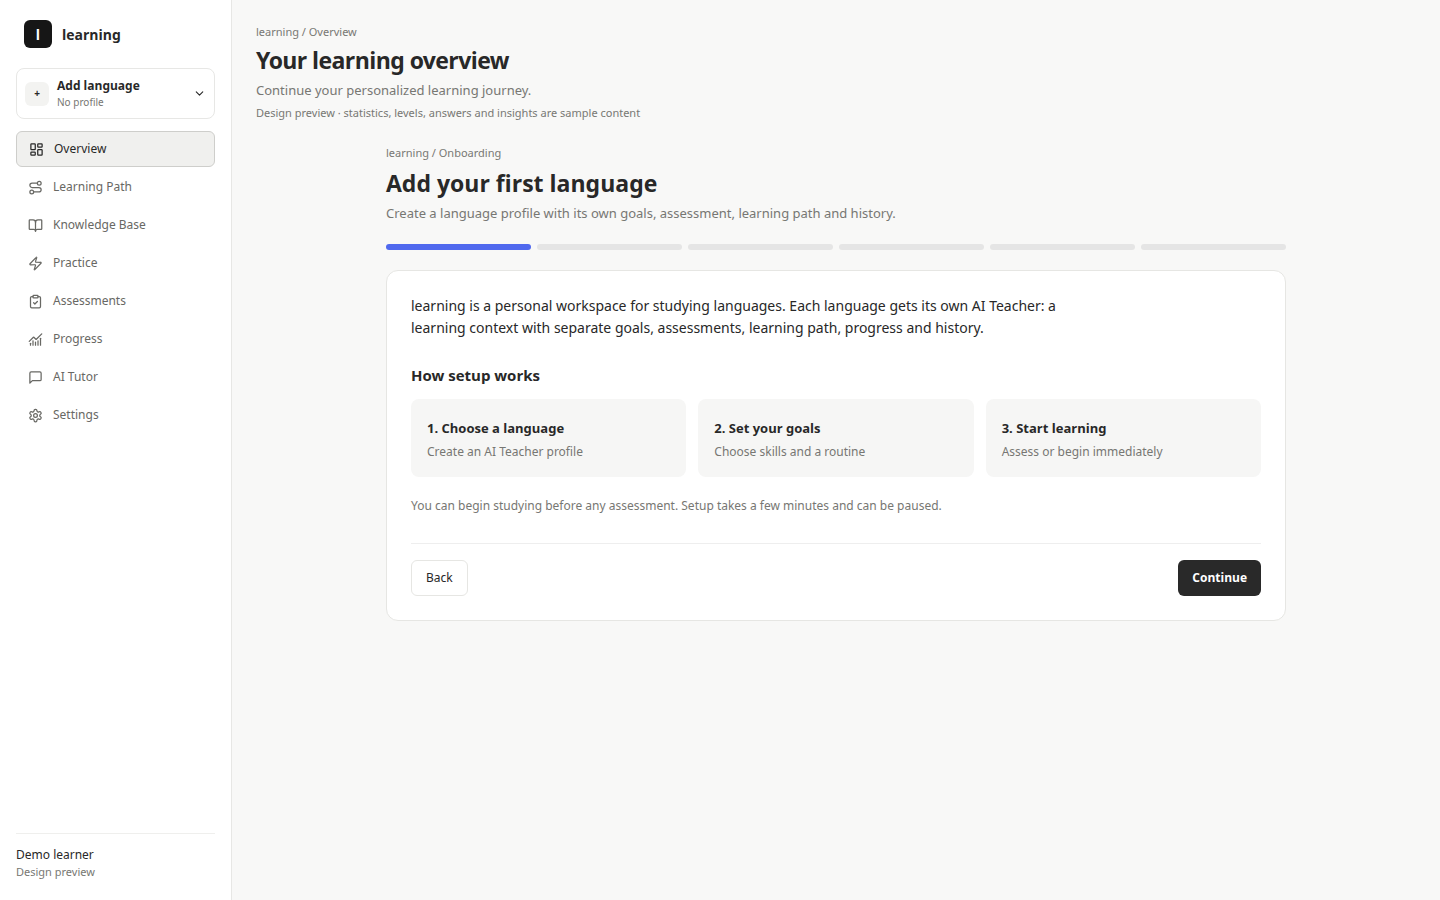 l learning
+ Add language
No profile
Overview
Learning Path
Knowledge Base
Practice
Assessments
Progress
AI Tutor
Settings
Demo learner
Design preview
learning / Overview
Your learning overview
Continue your personalized learning journey.
Design preview · statistics, levels, answers and insights are sample content
learning / Onboarding
Add your first language
Create a language profile with its own goals, assessment, learning path and history.
learning is a personal workspace for studying languages. Each language gets its own AI Teacher: a
learning context with separate goals, assessments, learning path, progress and history.
How setup works
1. Choose a language
Create an AI Teacher profile
2. Set your goals
Choose skills and a routine
3. Start learning
Assess or begin immediately
You can begin studying before any assessment. Setup takes a few minutes and can be paused.
Back
Continue